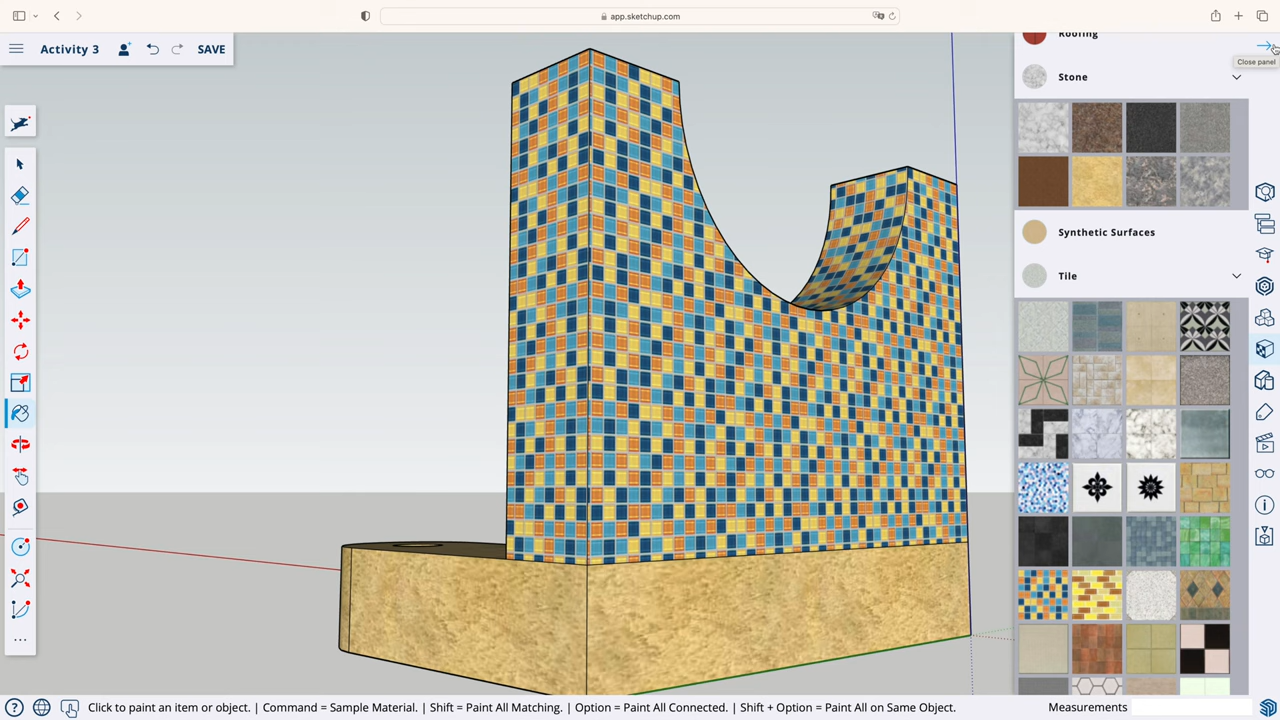 app.sketchup.com
Activity 3
SAVE
Roofing
Close panel
Stone
Synthetic Surfaces
Tile
Click to paint an item or object. | Command = Sample Material. | Shift = Paint All Matching. | Option = Paint All Connected. | Shift + Option = Paint All on Same Object.
Measurements